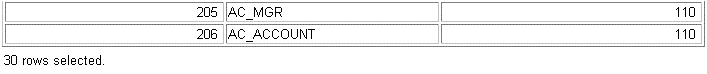 205 AC_MGR 110
206 AC_ACCOUNT 110
30 rows selected.